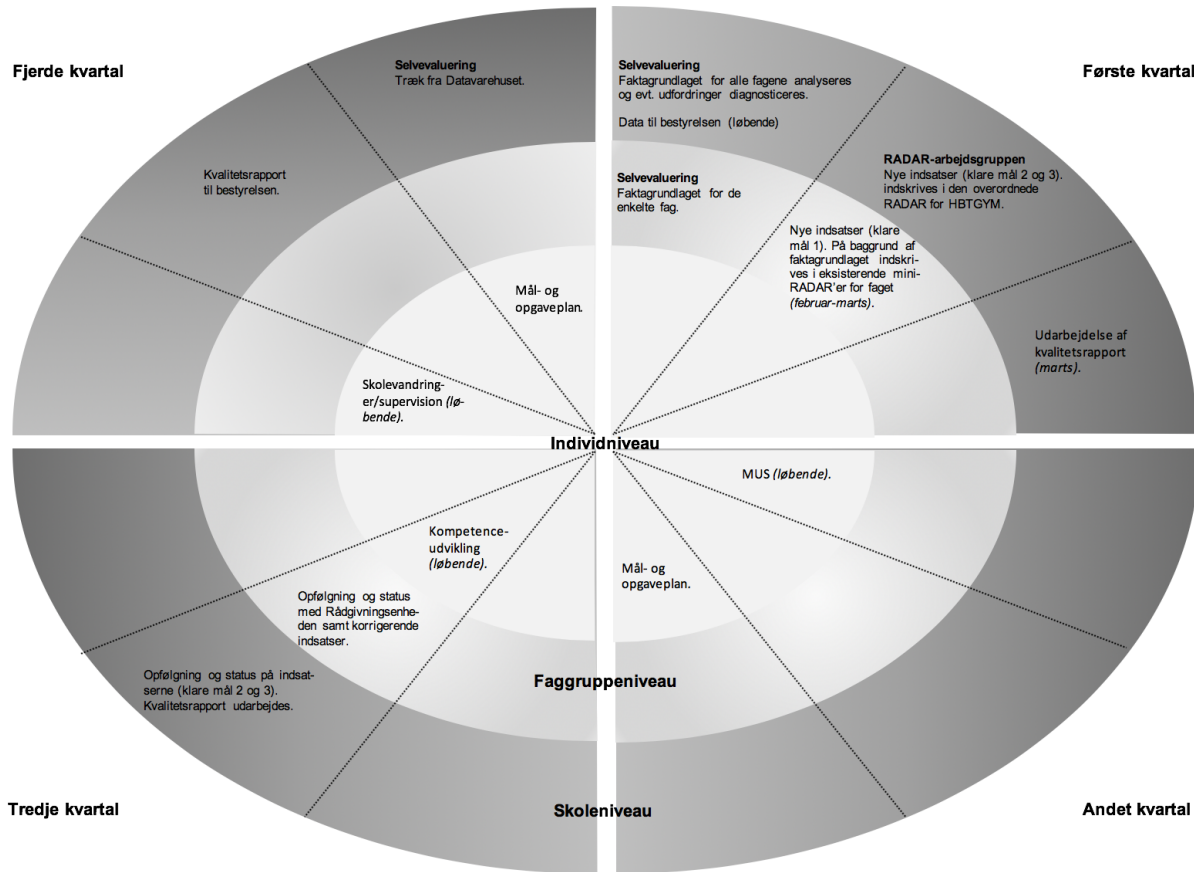 Fjerde kvartal
Selvevaluering
Træk fra Datavarehuset.
Kvalitetsrapport
til bestyrelsen.
Mål- og
opgaveplan.
Skolevandring-
er/supervision (lø-
bende).
Første kvartal
Selvevaluering
Faktagrundlaget for alle fagene analyseres
og evt. udfordringer diagnosticeres.
Data til bestyrelsen (løbende)
RADAR-arbejdsgruppen
Nye indsatser (klare mål 2 og 3).
indskrives i den overordnede
RADAR for HBTGYM.
Selvevaluering
Faktagrundlaget for de
enkelte fag.
Nye indsatser (klare
mål 1). På baggrund af
faktagrundlaget indskri-
ves i eksisterende mini-
RADAR'er for faget
(februar-marts).
Udarbejdelse af
kvalitetsrapport
(marts).
Individniveau
MUS (løbende).
Mål- og
opgaveplan.
Andet kvartal
Kompetence-
udvikling
(løbende).
Opfølgning og status
med Rådgivningsenhe-
den samt korrigerende
indsatser.
Opfølgning og status på indsat-
serne (klare mål 2 og 3).
Kvalitetsrapport udarbejdes.
Faggruppeniveau
Tredje kvartal
Skoleniveau